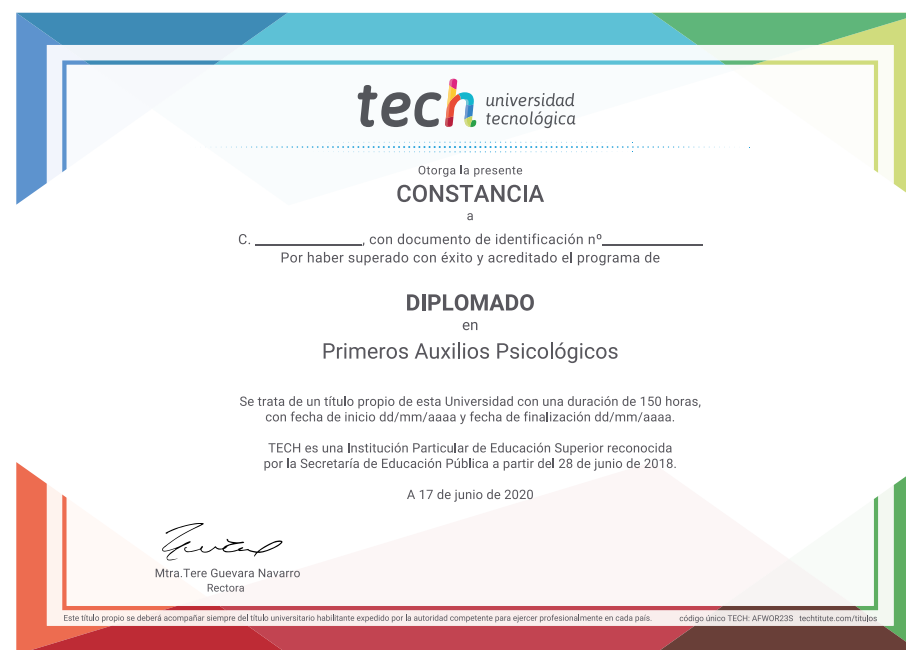 tech universidad
tecnológica
Otorga la presente
CONSTANCIA
a
C. ______________, con documento de identificación nº_____________
Por haber superado con éxito y acreditado el programa de
DIPLOMADO
en
Primeros Auxilios Psicológicos
Se trata de un título propio de esta Universidad con una duración de 150 horas,
con fecha de inicio dd/mm/aaaa y fecha de finalización dd/mm/aaaa.
TECH es una Institución Particular de Educación Superior reconocida
por la Secretaría de Educación Pública a partir del 28 de junio de 2018.
A 17 de junio de 2020
Mtra.Tere Guevara Navarro
Rectora
Este título propio se deberá acompañar siempre del título universitario habilitante expedido por la autoridad competente para ejercer profesionalmente en cada país. código único TECH: AFWOR23S techtitute.com/titulos